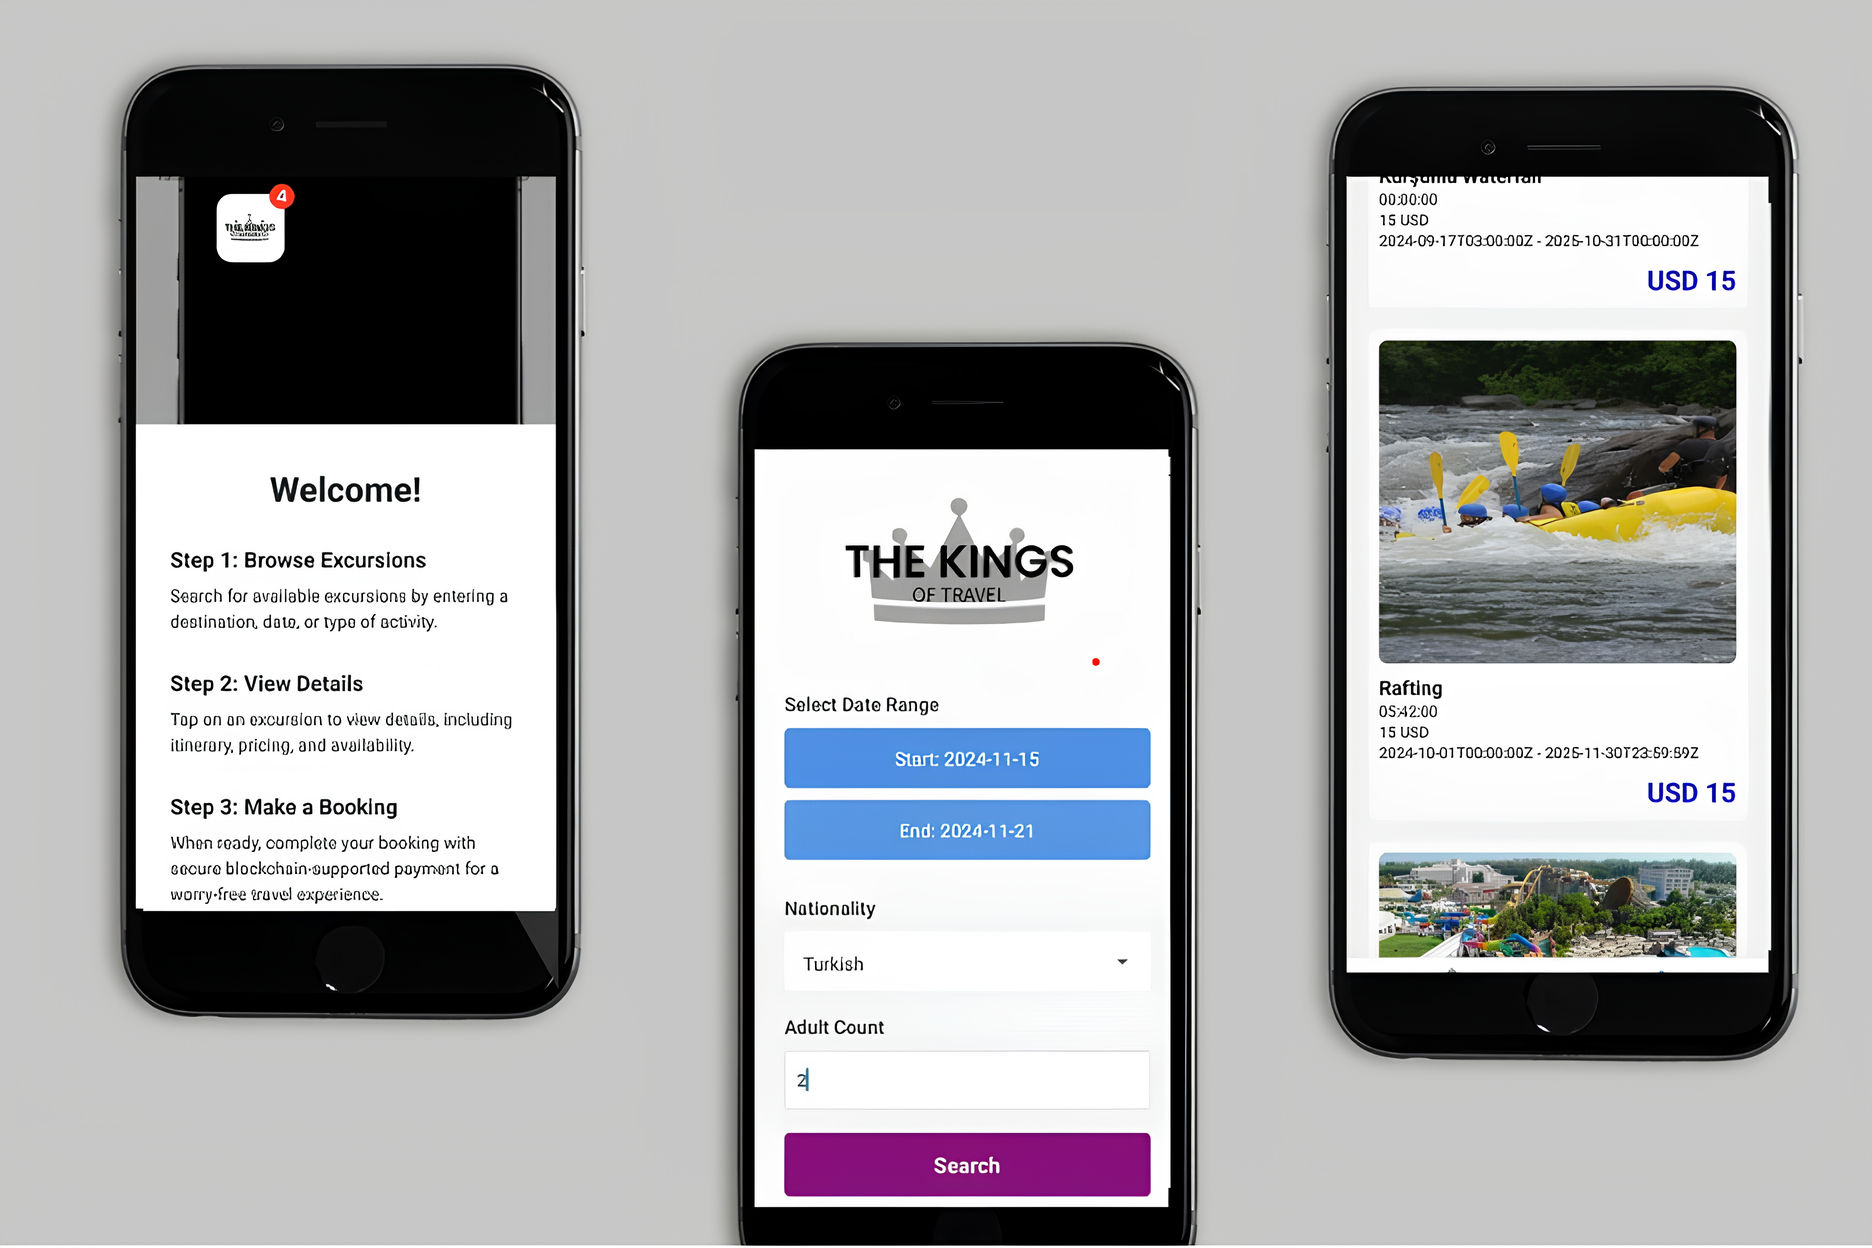 4
THE KINGS
Welcome!
Step 1: Browse Excursions
Search for available excursions by entering a
destination, date, or type of activity.
Step 2: View Details
Tap on an excursion to view details, including
itinerary, pricing, and availability.
Step 3: Make a Booking
When ready, complete your booking with
secure blockchain-supported payment for a
worry-free travel experience.
THE KINGS
OF TRAVEL
Select Date Range
Start: 2024-11-15
End: 2024-11-21
Nationality
Turkish
Adult Count
2
Search
Kurşunlu Waterfall
00:00:00
15 USD
2024-09-17T03:00:00Z - 2025-10-31T00:00:00Z
USD 15
Rafting
05:42:00
15 USD
2024-10-01T00:00:00Z - 2025-11-30T23:59:59Z
USD 15